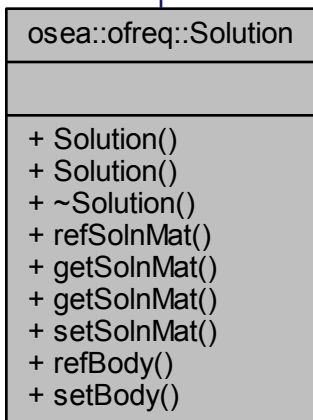 osea::ofreq::Solution
+ Solution()
+ Solution()
+ ~Solution()
+ refSolnMat()
+ getSolnMat()
+ getSolnMat()
+ setSolnMat()
+ refBody()
+ setBody()